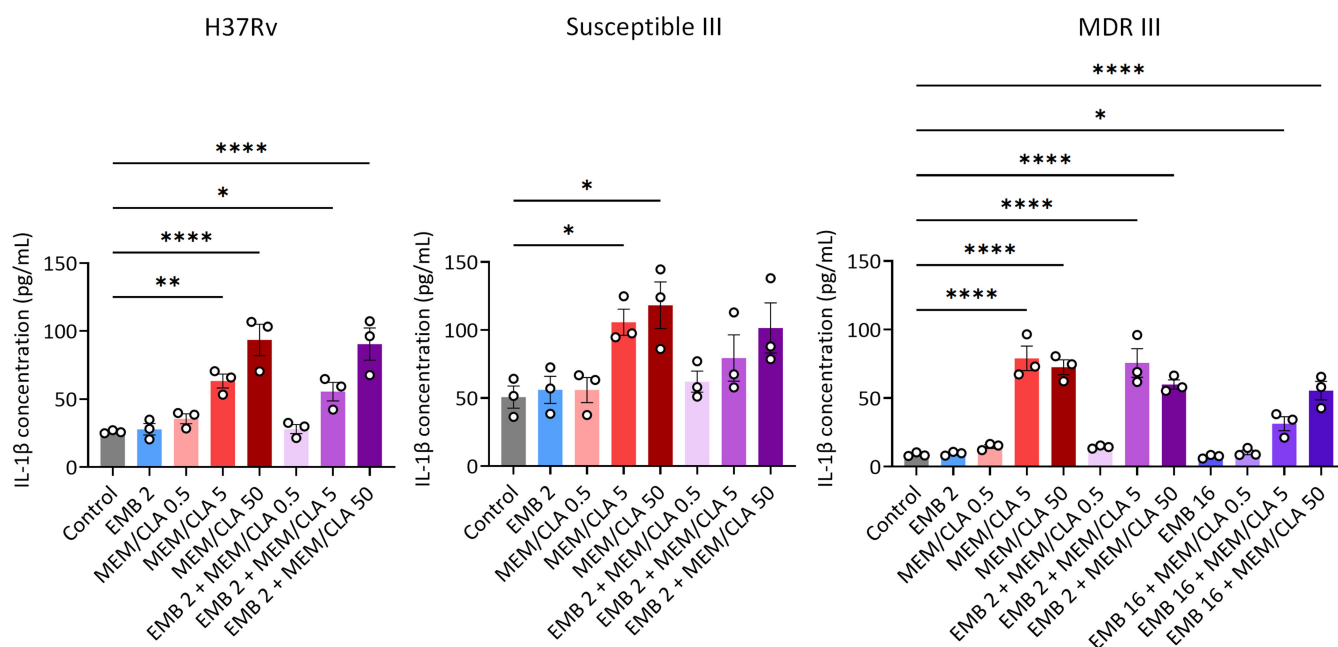 H37Rv
Susceptible III
MDR III
****
*
****
**
IL-1β concentration (pg/mL)
150
100
50
0
Control
EMB 2
MEM/CLA 0.5
MEM/CLA 5
MEM/CLA 50
EMB 2 + MEM/CLA 0.5
EMB 2 + MEM/CLA 5
EMB 2 + MEM/CLA 50
*
*
IL-1β concentration (pg/mL)
150
100
50
0
Control
EMB 2
MEM/CLA 0.5
MEM/CLA 5
MEM/CLA 50
EMB 2 + MEM/CLA 0.5
EMB 2 + MEM/CLA 5
EMB 2 + MEM/CLA 50
****
*
****
****
****
****
IL-1β concentration (pg/mL)
150
100
50
0
Control
EMB 2
MEM/CLA 0.5
MEM/CLA 5
MEM/CLA 50
EMB 2 + MEM/CLA 0.5
EMB 2 + MEM/CLA 5
EMB 2 + MEM/CLA 50
EMB 16
EMB 16 + MEM/CLA 0.5
EMB 16 + MEM/CLA 5
EMB 16 + MEM/CLA 50